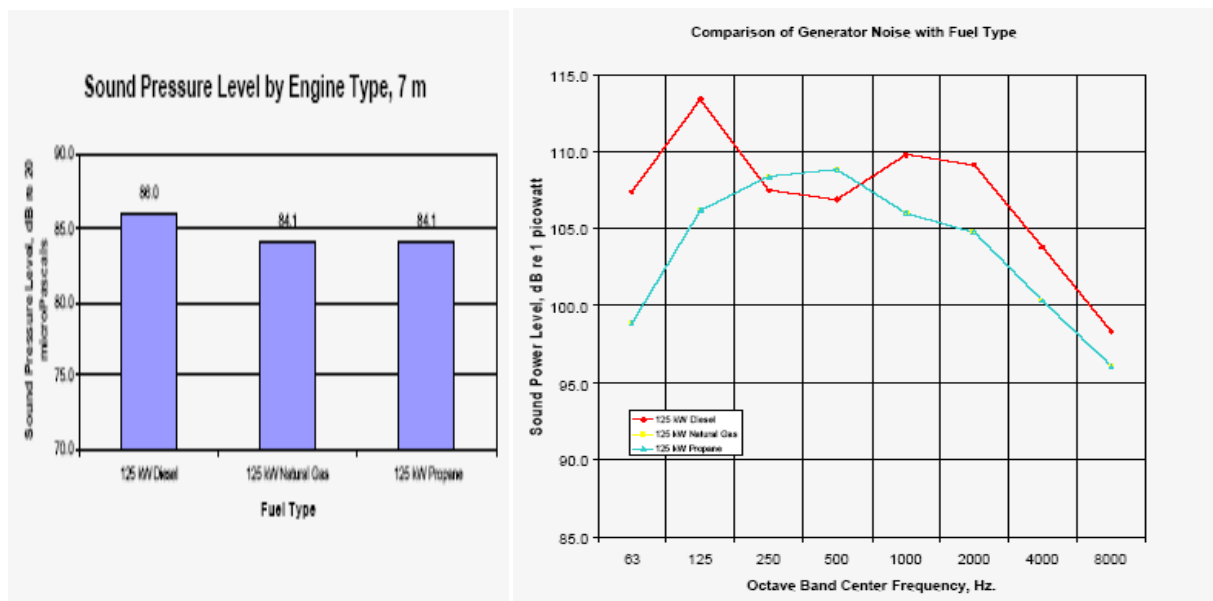 Sound Pressure Level by Engine Type, 7 m
Sound Pressure Level, dB re 20
microPascals
90.0
85.0
80.0
75.0
70.0
86.0
84.1
84.1
125 kW Diesel
125 kW Natural Gas
125 kW Propane
Fuel Type
Comparison of Generator Noise with Fuel Type
Sound Power Level, dB re 1 picowatt
115.0
110.0
105.0
100.0
95.0
90.0
85.0
125 kW Diesel
125 kW Natural Gas
125 kW Propane
63
125
250
500
1000
2000
4000
8000
Octave Band Center Frequency, Hz.